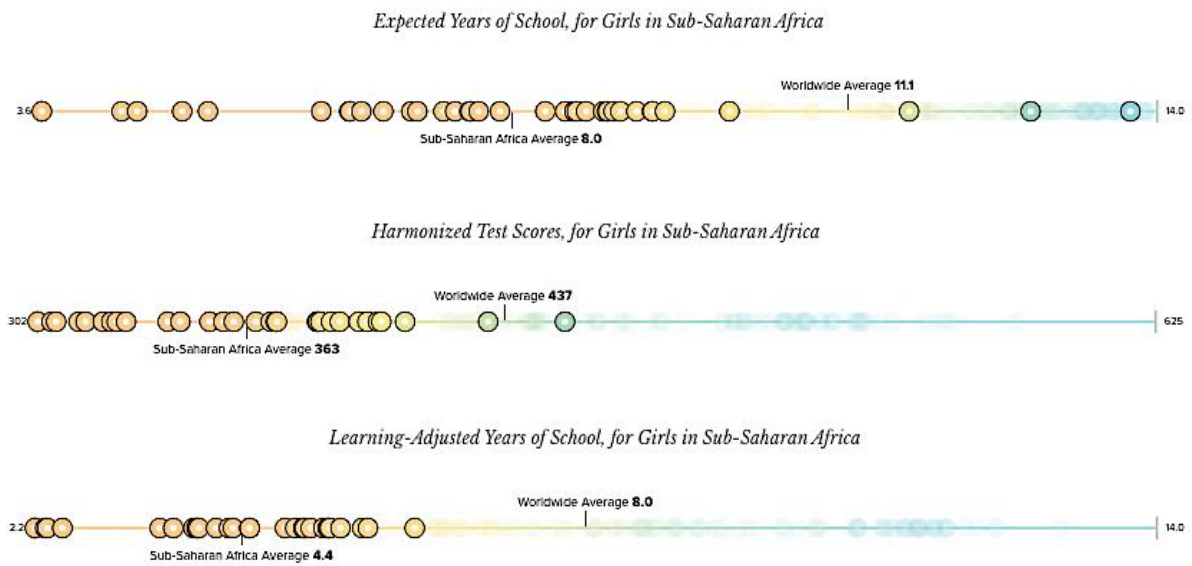 Expected Years of School, for Girls in Sub-Saharan Africa
Worldwide Average 11.1
3.6
14.0
Sub-Saharan Africa Average 8.0
Harmonized Test Scores, for Girls in Sub-Saharan Africa
Worldwide Average 437
302
625
Sub-Saharan Africa Average 363
Learning-Adjusted Years of School, for Girls in Sub-Saharan Africa
Worldwide Average 8.0
2.2
14.0
Sub-Saharan Africa Average 4.4